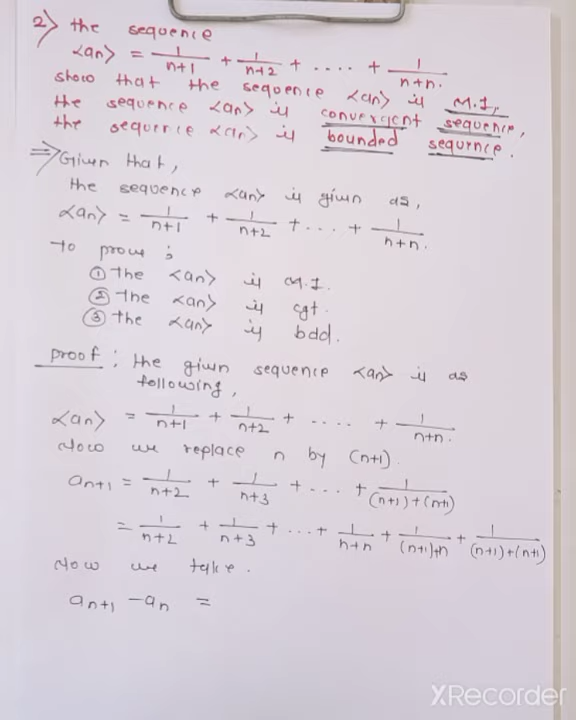 2) the sequence
<an> = 1/n+1 + 1/n+2 + .... + 1/n+n.
show that the sequence <an> is M.I,
the sequence <an> is convergent sequence,
the sequence <an> is bounded sequence.
⇒ Given that,
the sequence <an> is given as,
<an> = 1/n+1 + 1/n+2 + ... + 1/n+n.
To prove :
① The <an> is M.I.
② The <an> is cgt.
③ The <an> is bdd.
proof : The given sequence <an> is as
following,
<an> = 1/n+1 + 1/n+2 + .... + 1/n+n.
Now we replace n by (n+1).
an+1 = 1/n+2 + 1/n+3 + ... + 1/(n+1)+(n+1)
= 1/n+2 + 1/n+3 + ... + 1/n+n + 1/(n+1)+n + 1/(n+1)+(n+1)
Now we take.
an+1 - an =
XRecorder